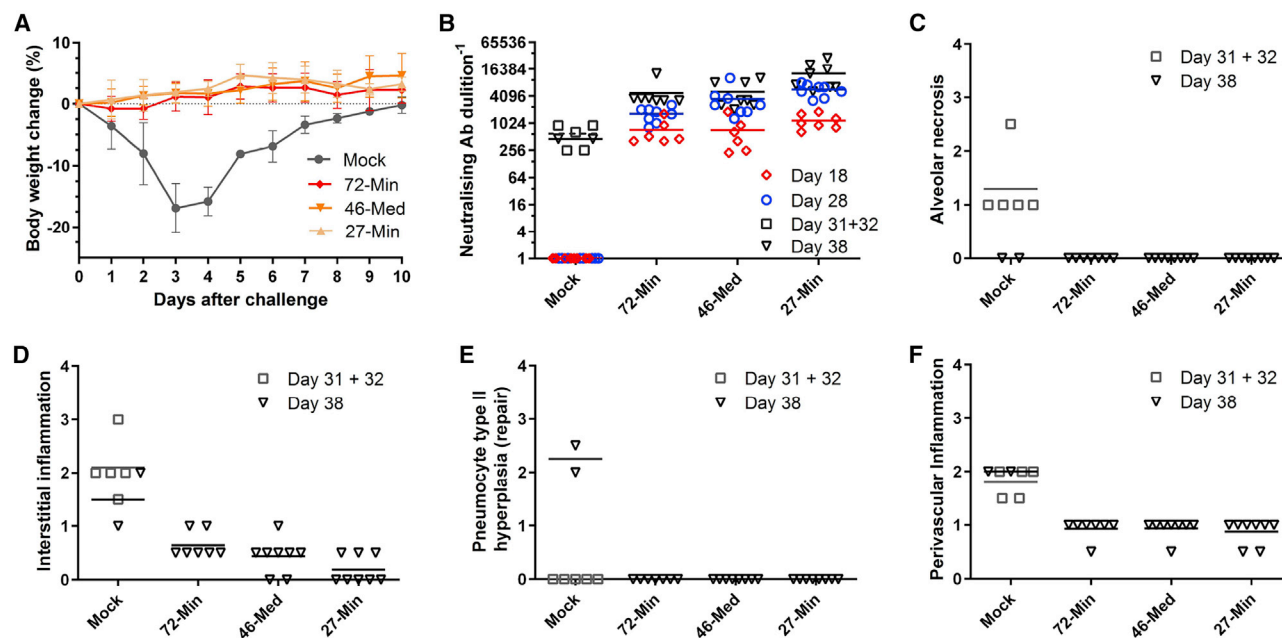 A
Body weight change (%)
10
0
-10
-20
Mock
72-Min
46-Med
27-Min
0 1 2 3 4 5 6 7 8 9 10
Days after challenge
B
Neutralising Ab dulition-1
65536
16384
4096
1024
256
64
16
4
1
Day 18
Day 28
Day 31+32
Day 38
Mock
72-Min
46-Med
27-Min
C
Alveolar necrosis
4
3
2
1
0
Day 31 + 32
Day 38
Mock
72-Min
46-Med
27-Min
D
Interstitial inflammation
4
3
2
1
0
Day 31 + 32
Day 38
Mock
72-Min
46-Med
27-Min
E
Pneumocyte type II
hyperplasia (repair)
4
3
2
1
0
Day 31 + 32
Day 38
Mock
72-Min
46-Med
27-Min
F
Perivascular Inflammation
4
3
2
1
0
Day 31 + 32
Day 38
Mock
72-Min
46-Med
27-Min